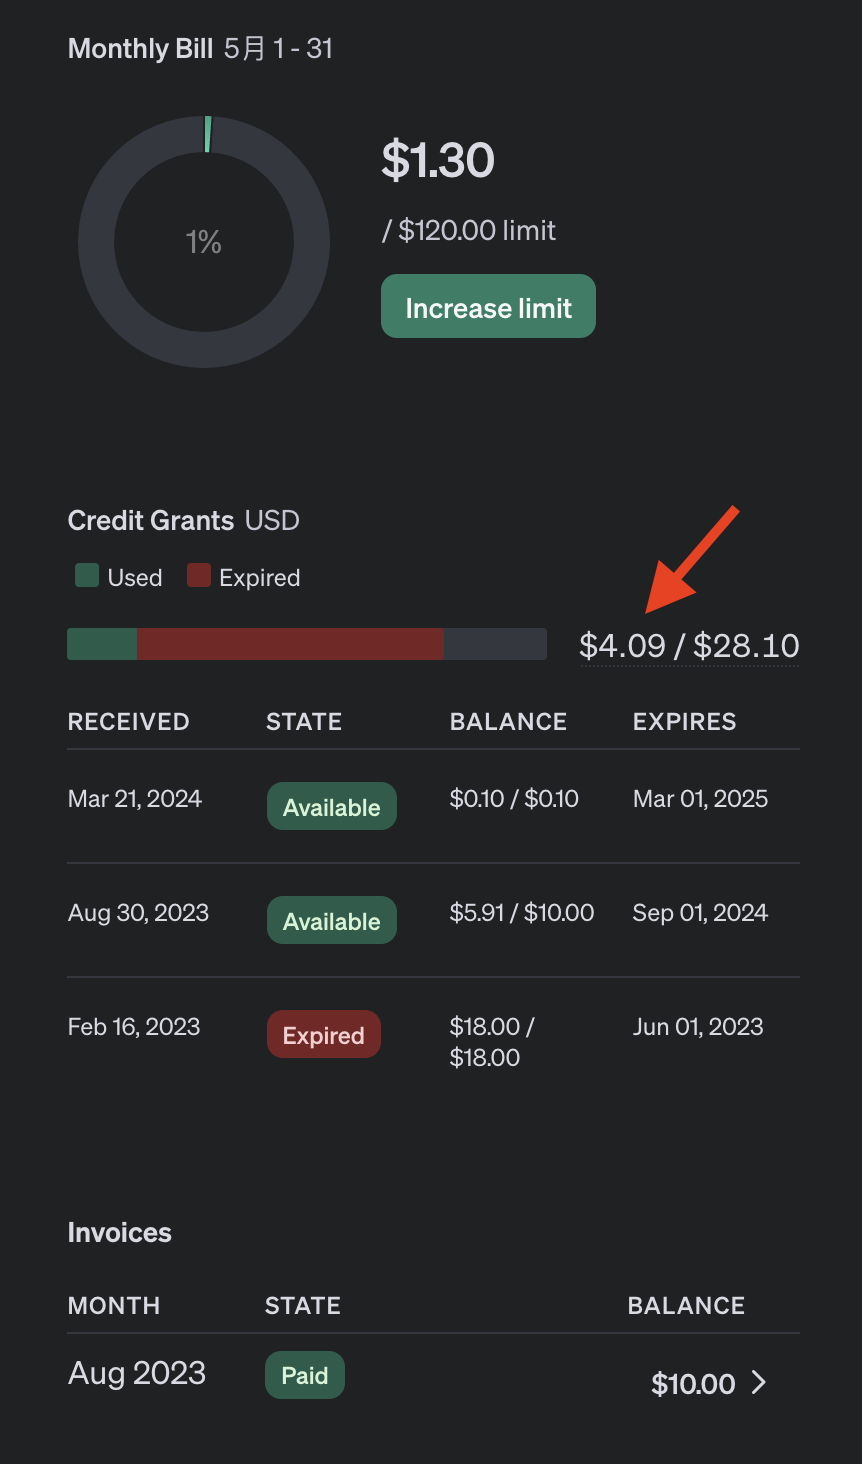 Monthly Bill 5月 1 - 31
1%
$1.30
/ $120.00 limit
Increase limit
Credit Grants USD
Used Expired
$4.09 / $28.10
RECEIVED STATE BALANCE EXPIRES
Mar 21, 2024 Available $0.10 / $0.10 Mar 01, 2025
Aug 30, 2023 Available $5.91 / $10.00 Sep 01, 2024
Feb 16, 2023 Expired $18.00 / Jun 01, 2023
$18.00
Invoices
MONTH STATE BALANCE
Aug 2023 Paid $10.00